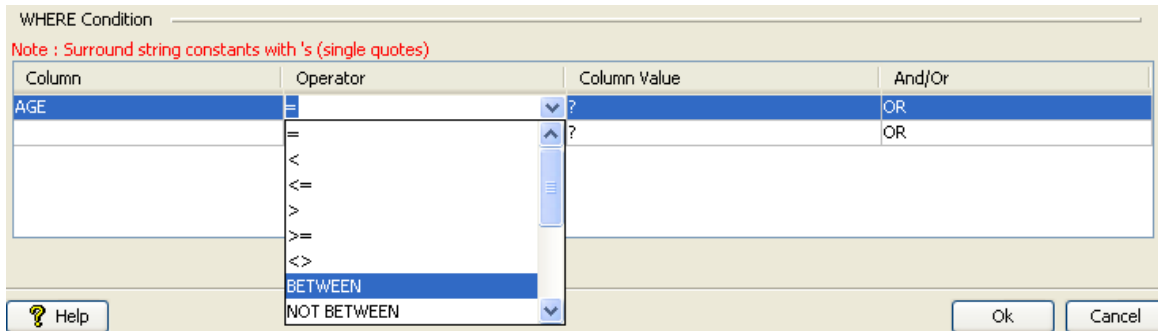 WHERE Condition
Note : Surround string constants with 's (single quotes)
Column Operator Column Value And/Or
AGE = ? OR
= ? OR
<
<=
>
>=
<>
BETWEEN
NOT BETWEEN
Help Ok Cancel